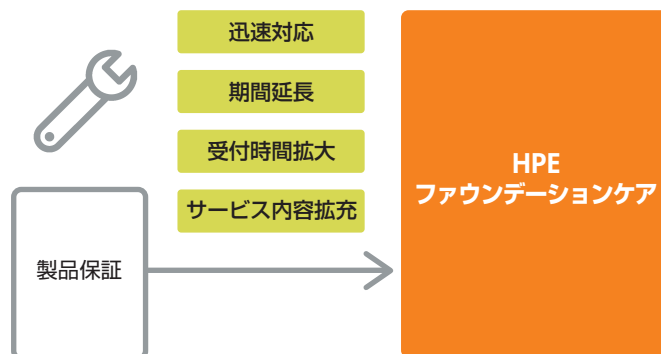 迅速対応
期間延長
受付時間拡大
サービス内容拡充
製品保証
HPE
ファウンデーションケア